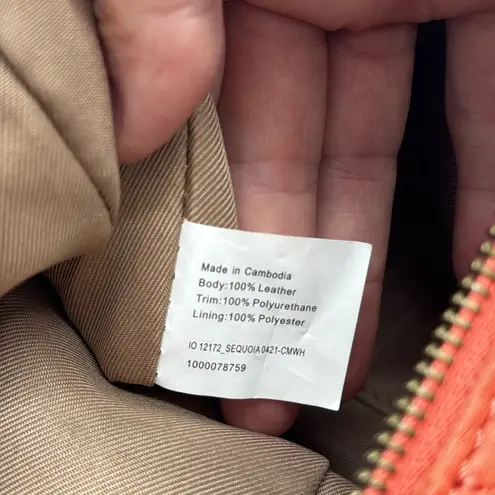 Made in Cambodia
Body:100% Leather
Trim:100% Polyurethane
Lining:100% Polyester
IO 12172_SEQUOIA 0421-CMWH
1000078759